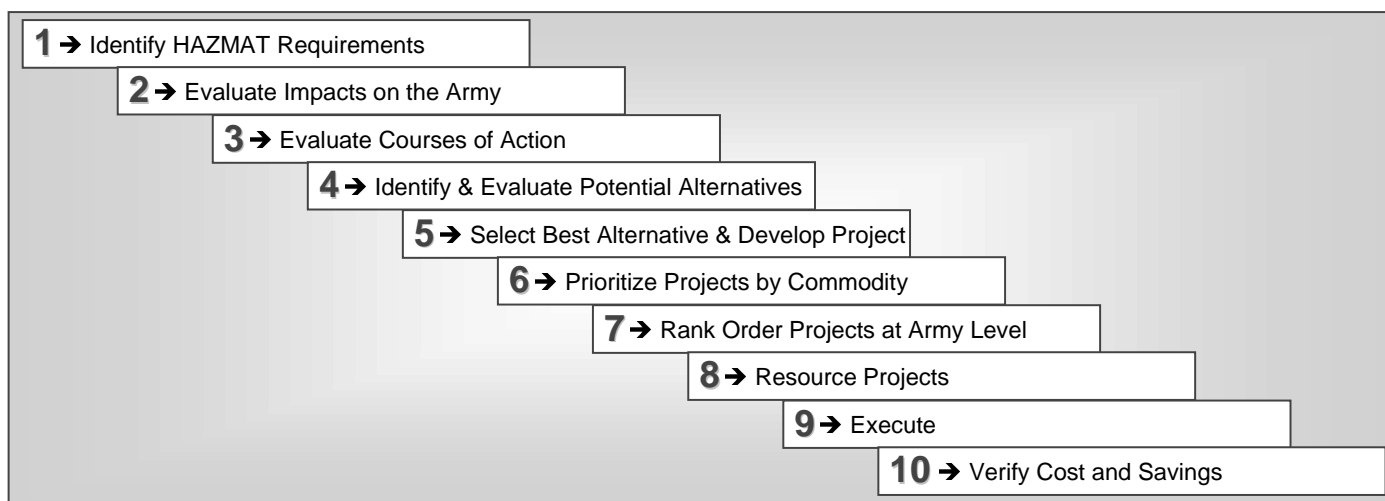 1 → Identify HAZMAT Requirements
2 → Evaluate Impacts on the Army
3 → Evaluate Courses of Action
4 → Identify & Evaluate Potential Alternatives
5 → Select Best Alternative & Develop Project
6 → Prioritize Projects by Commodity
7 → Rank Order Projects at Army Level
8 → Resource Projects
9 → Execute
10 → Verify Cost and Savings